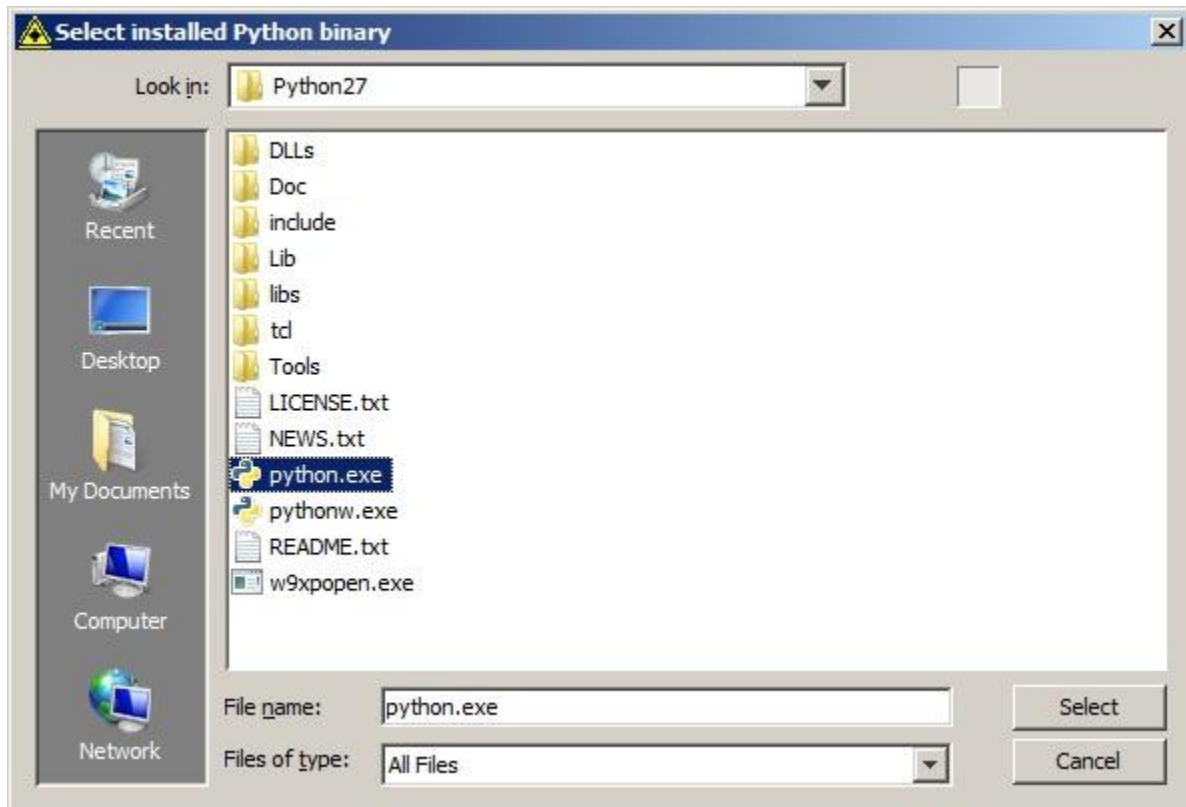 Select installed Python binary
Look in: Python27
Recent
Desktop
My Documents
Computer
Network
DLLs
Doc
include
Lib
libs
tcl
Tools
LICENSE.txt
NEWS.txt
python.exe
pythonw.exe
README.txt
w9xpopen.exe
File name: python.exe Select
Files of type: All Files Cancel